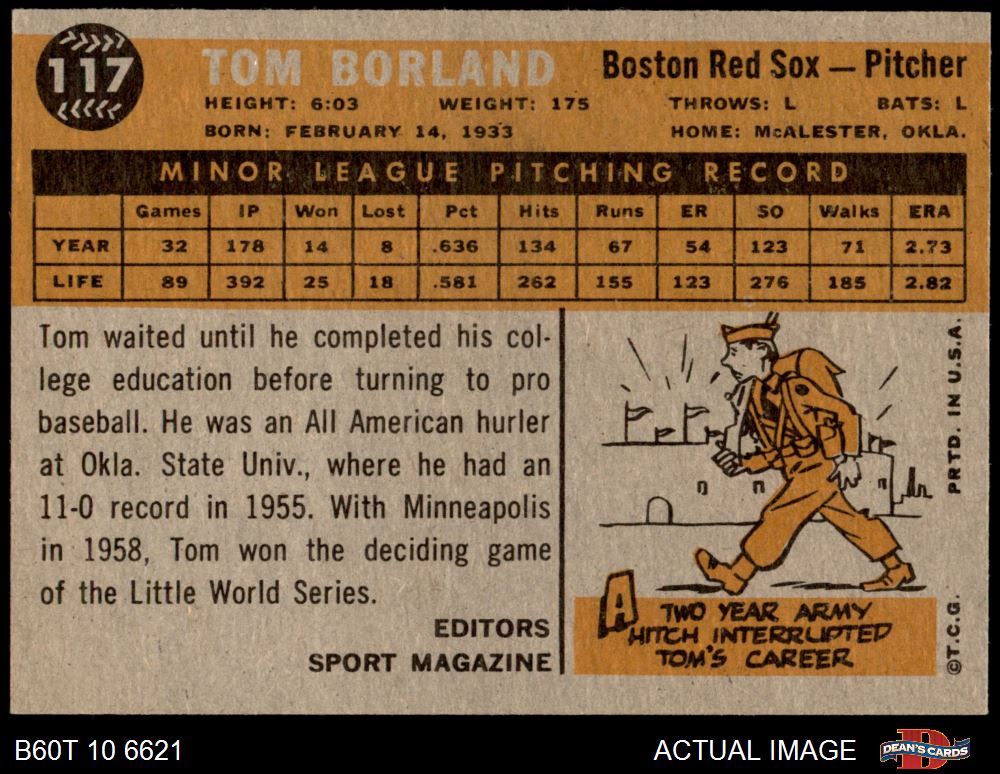 117
TOM BORLAND
Boston Red Sox — Pitcher
HEIGHT: 6:03 WEIGHT: 175 THROWS: L BATS: L
BORN: FEBRUARY 14, 1933 HOME: McALESTER, OKLA.
MINOR LEAGUE PITCHING RECORD
Games IP Won Lost Pct Hits Runs ER SO Walks ERA
YEAR 32 178 14 8 .636 134 67 54 123 71 2.73
LIFE 89 392 25 18 .581 262 155 123 276 185 2.82
Tom waited until he completed his col-
lege education before turning to pro
baseball. He was an All American hurler
at Okla. State Univ., where he had an
11-0 record in 1955. With Minneapolis
in 1958, Tom won the deciding game
of the Little World Series.
EDITORS
SPORT MAGAZINE
A TWO YEAR ARMY
HITCH INTERRUPTED
TOM'S CAREER
©T.C.G. PRTD. IN U.S.A.
B60T 10 6621 ACTUAL IMAGE
DEAN'S CARDS